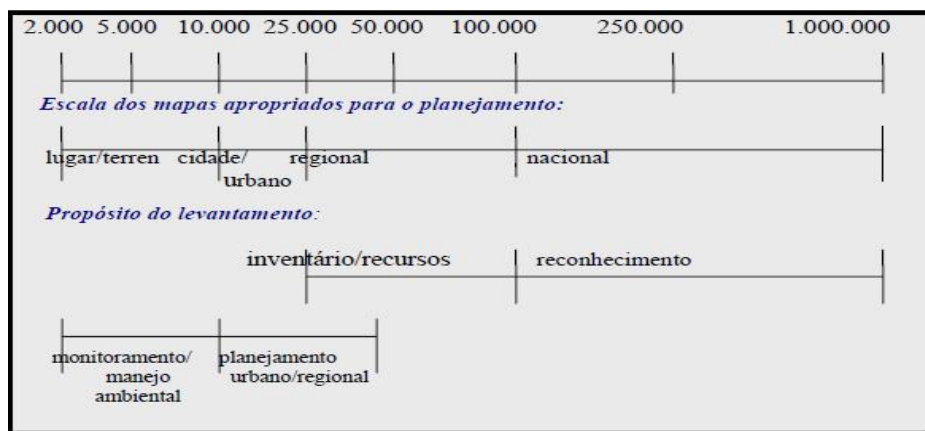 2.000 5.000 10.000 25.000 50.000 100.000 250.000 1.000.000
Escala dos mapas apropriados para o planejamento:
lugar/terren cidade/ regional nacional
urbano
Propósito do levantamento:
inventário/recursos reconhecimento
monitoramento/ planejamento
manejo urbano/regional
ambiental